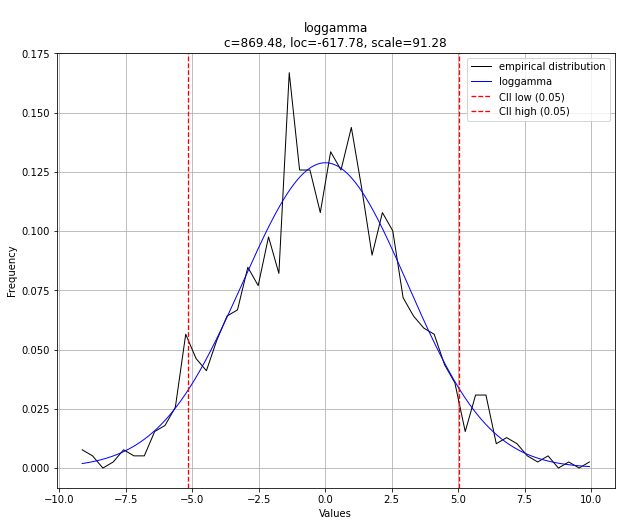 loggamma
c=869.48, loc=-617.78, scale=91.28
empirical distribution
loggamma
CII low (0.05)
CII high (0.05)
Frequency
0.175
0.150
0.125
0.100
0.075
0.050
0.025
0.000
−10.0 −7.5 −5.0 −2.5 0.0 2.5 5.0 7.5 10.0
Values